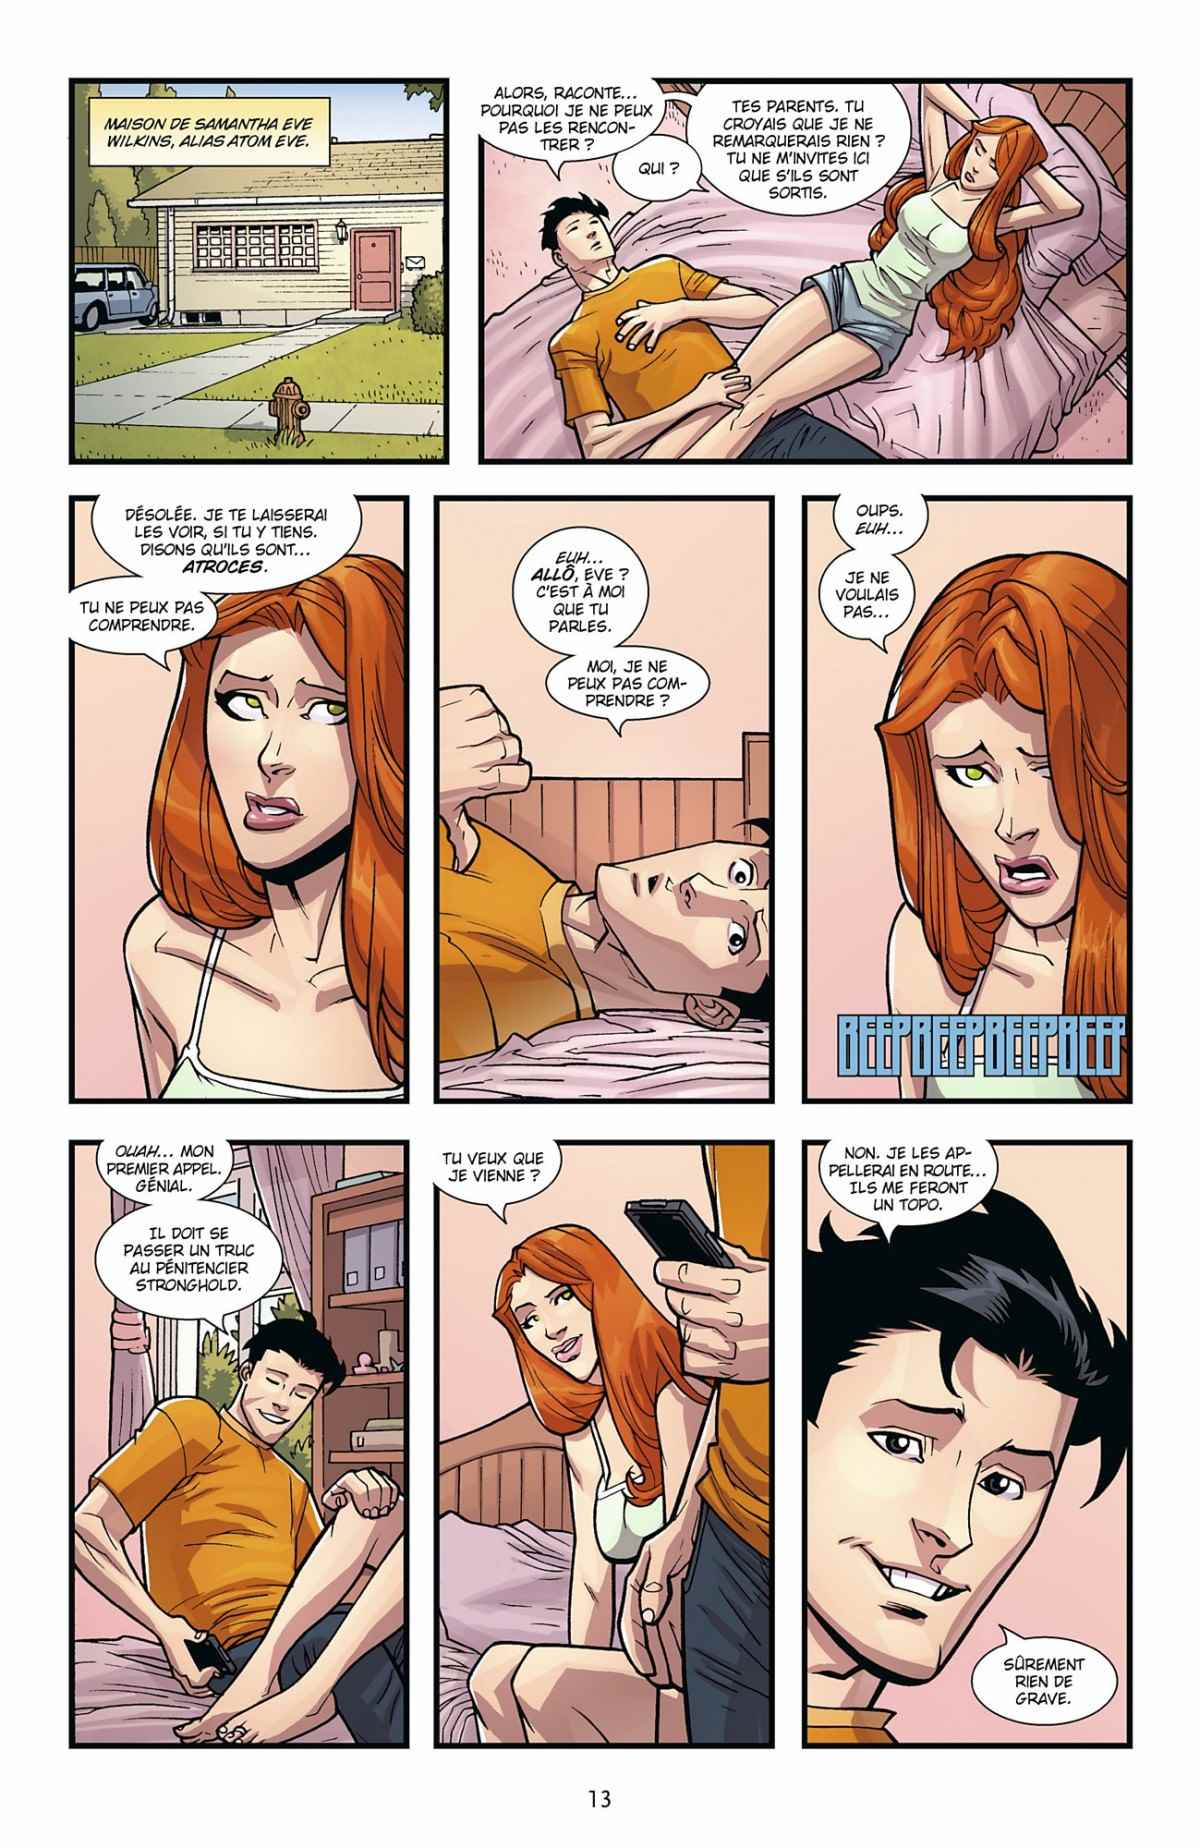 MAISON DE SAMANTHA EVE
WILKINS, ALIAS ATOM EVE.
ALORS, RACONTE...
POURQUOI JE NE PEUX
PAS LES RENCON-
TRER ?
QUI ?
TES PARENTS. TU
CROYAIS QUE JE NE
REMARQUERAIS RIEN ?
TU NE M'INVITES ICI
QUE S'ILS SONT
SORTIS.
DÉSOLÉE. JE TE LAISSERAI
LES VOIR, SI TU Y TIENS.
DISONS QU'ILS SONT...
ATROCES.
TU NE PEUX PAS
COMPRENDRE.
EUH...
ALLÔ, EVE ?
C'EST À MOI
QUE TU
PARLES.
MOI, JE NE
PEUX PAS COM-
PRENDRE ?
OUPS.
EUH...
JE NE
VOULAIS
PAS...
BEEPBEEPBEEPBEEP
OUAH... MON
PREMIER APPEL.
GÉNIAL.
IL DOIT SE
PASSER UN TRUC
AU PÉNITENCIER
STRONGHOLD.
TU VEUX QUE
JE VIENNE ?
NON. JE LES AP-
PELLERAI EN ROUTE...
ILS ME FERONT
UN TOPO.
SÛREMENT
RIEN DE
GRAVE.
13